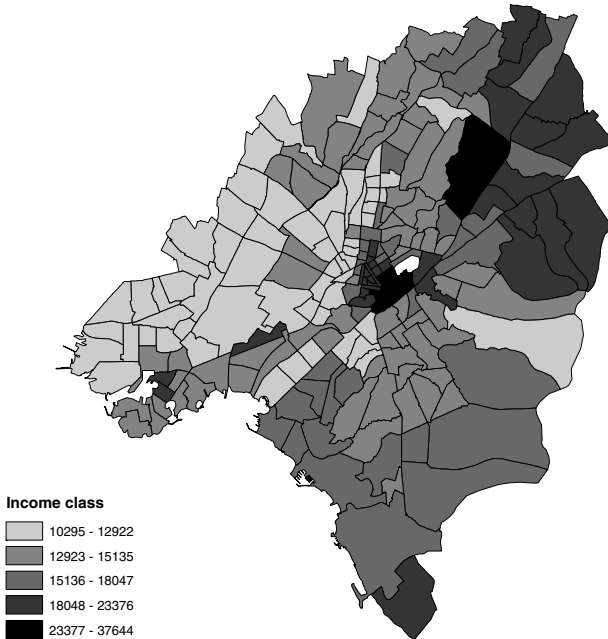 Income class
10295 - 12922
12923 - 15135
15136 - 18047
18048 - 23376
23377 - 37644